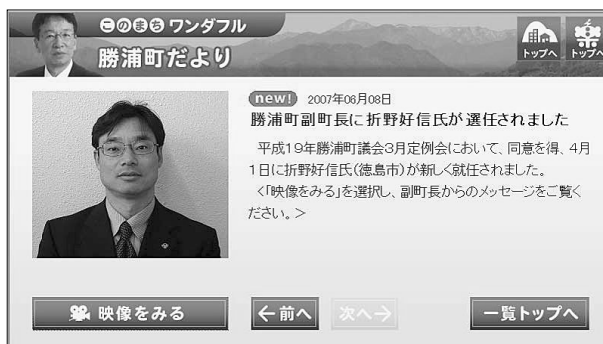 このまち ワンダフル
勝浦町だより
トップへ
トップへ
new! 2007年06月08日
勝浦町副町長に折野好信氏が選任されました
平成19年勝浦町議会3月定例会において、同意を得、4月
1日に折野好信氏(徳島市)が新しく就任されました。
<「映像をみる」を選択し、副町長からのメッセージをご覧く
ださい。>
映像をみる
←前へ
次へ→
一覧トップへ